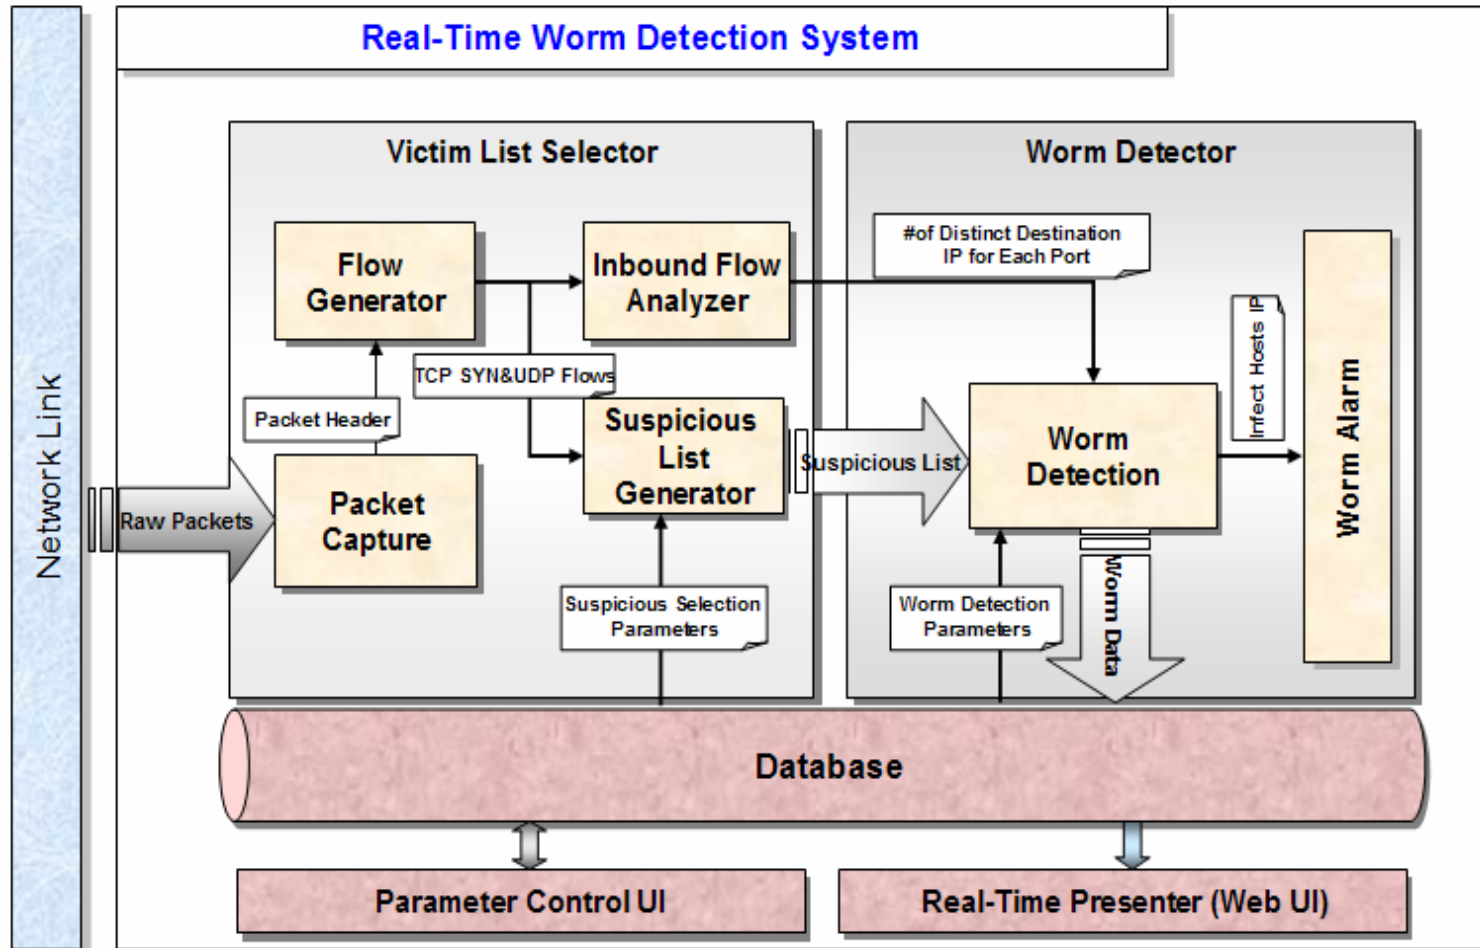 Real-Time Worm Detection System
Network Link
Victim List Selector
Worm Detector
Flow
Generator
Inbound Flow
Analyzer
#of Distinct Destination
IP for Each Port
TCP SYN&UDP Flows
Packet Header
Infect Hosts IP
Worm Alarm
Suspicious
List
Generator
Suspicious List
Worm
Detection
Raw Packets
Packet
Capture
Suspicious Selection
Parameters
Worm Detection
Parameters
Worm Data
Database
Parameter Control UI
Real-Time Presenter (Web UI)